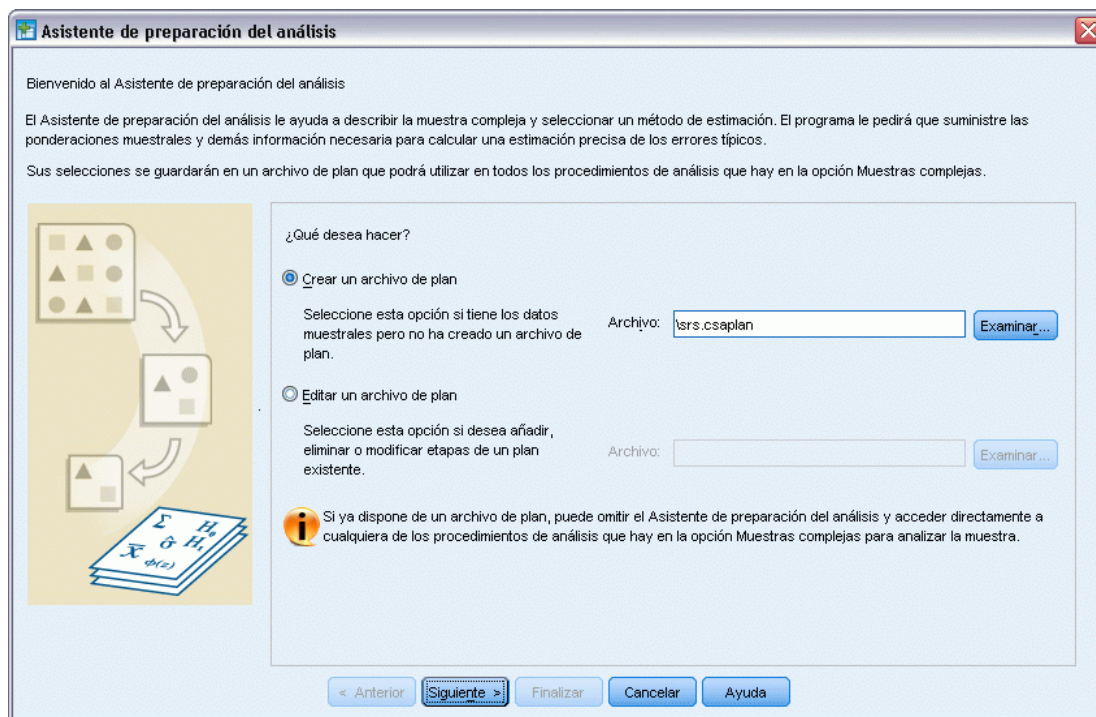 Asistente de preparación del análisis
Bienvenido al Asistente de preparación del análisis
El Asistente de preparación del análisis le ayuda a describir la muestra compleja y seleccionar un método de estimación. El programa le pedirá que suministre las
ponderaciones muestrales y demás información necesaria para calcular una estimación precisa de los errores típicos.
Sus selecciones se guardarán en un archivo de plan que podrá utilizar en todos los procedimientos de análisis que hay en la opción Muestras complejas.
¿Qué desea hacer?
Crear un archivo de plan
Seleccione esta opción si tiene los datos
muestrales pero no ha creado un archivo de
plan.
Archivo:
\srs.csaplan
Examinar...
Editar un archivo de plan
Seleccione esta opción si desea añadir,
eliminar o modificar etapas de un plan
existente.
Archivo:
Examinar...
Σ H₀
x̄ σ̂ H₁
φ(z)
Si ya dispone de un archivo de plan, puede omitir el Asistente de preparación del análisis y acceder directamente a
cualquiera de los procedimientos de análisis que hay en la opción Muestras complejas para analizar la muestra.
< Anterior
Siguiente >
Finalizar
Cancelar
Ayuda